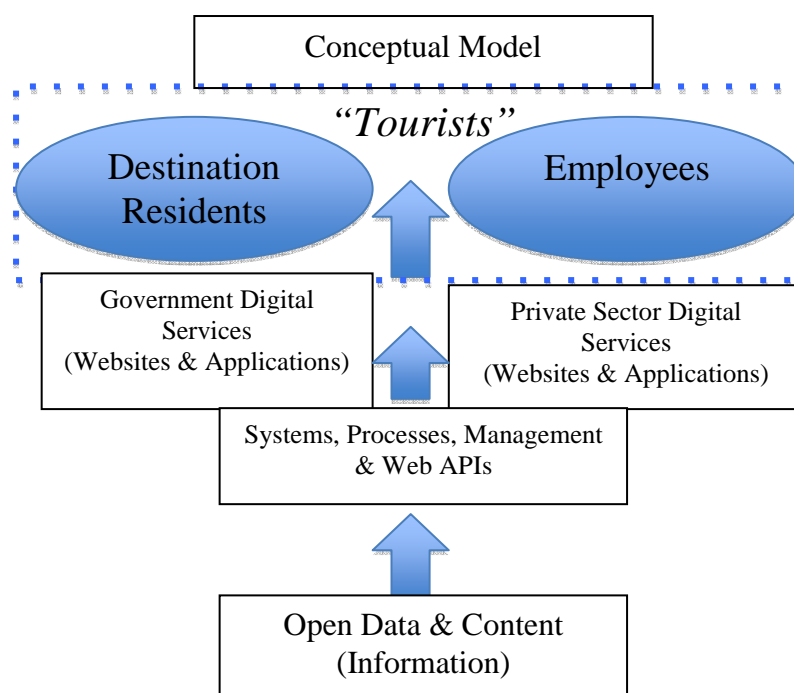 Conceptual Model
“Tourists”
Destination
Residents
Employees
Government Digital
Services
(Websites & Applications)
Private Sector Digital
Services
(Websites & Applications)
Systems, Processes, Management
& Web APIs
Open Data & Content
(Information)